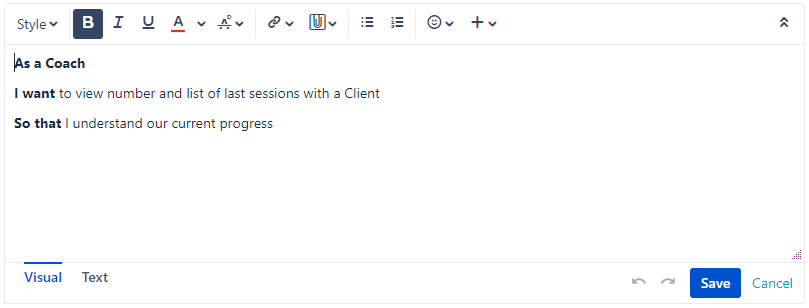 Style B I U A
As a Coach
I want to view number and list of last sessions with a Client
So that I understand our current progress
Visual Text
Save Cancel